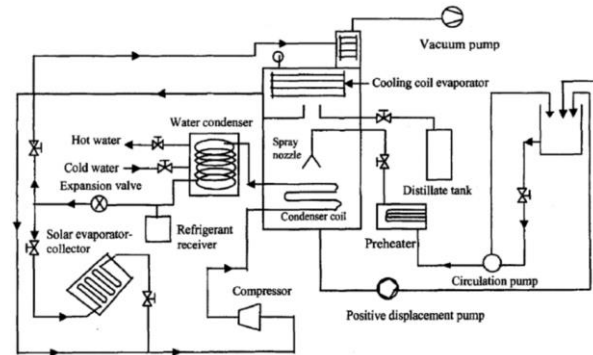 Vacuum pump
Cooling coil evaporator
Water condenser
Hot water
Cold water
Spray
nozzle
Distillate tank
Expansion valve
Condenser coil
Refrigerant
receiver
Solar evaporator-
collector
Preheater
Circulation pump
Compressor
Positive displacement pump